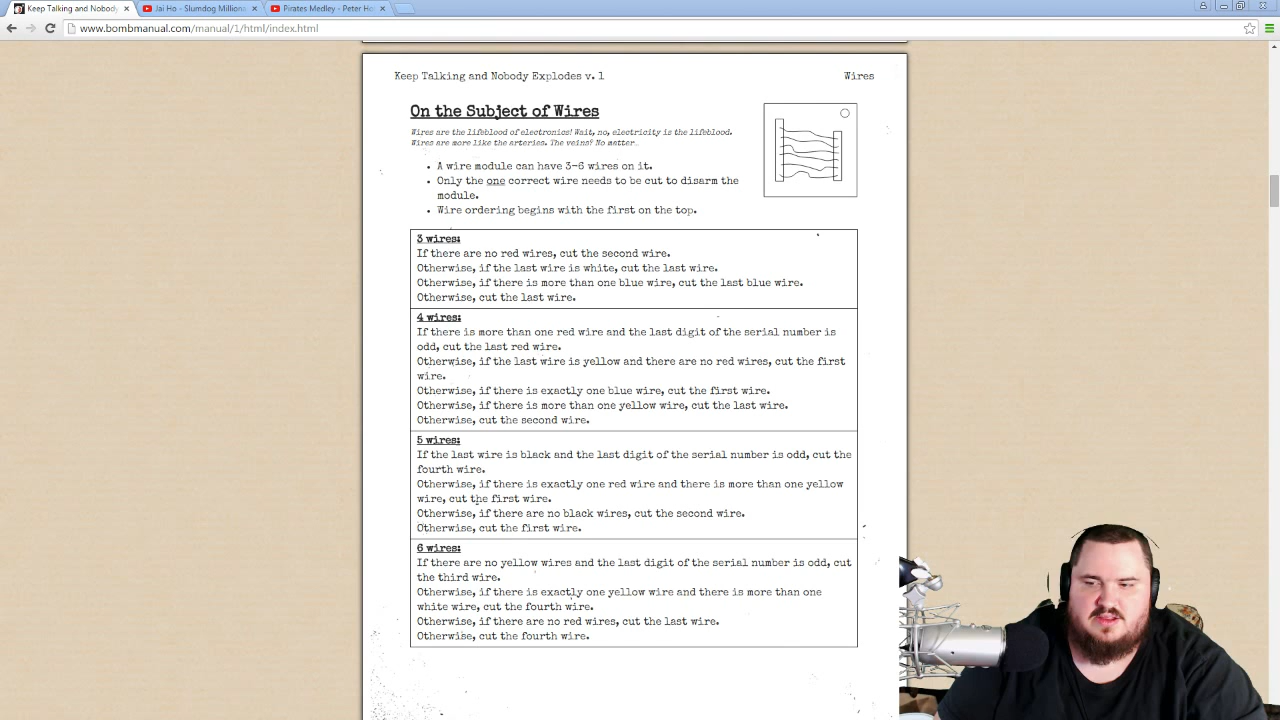 Keep Talking and Nobody
Jai Ho - Slumdog Million
Pirates Medley - Peter Ho
www.bombmanual.com/manual/1/html/index.html
Keep Talking and Nobody Explodes v. 1
Wires
On the Subject of Wires
Wires are the lifeblood of electronics! Wait, no, electricity is the lifeblood.
Wires are more like the arteries. The veins? No matter…
• A wire module can have 3-6 wires on it.
• Only the one correct wire needs to be cut to disarm the
module.
• Wire ordering begins with the first on the top.
3 wires:
If there are no red wires, cut the second wire.
Otherwise, if the last wire is white, cut the last wire.
Otherwise, if there is more than one blue wire, cut the last blue wire.
Otherwise, cut the last wire.
4 wires:
If there is more than one red wire and the last digit of the serial number is
odd, cut the last red wire.
Otherwise, if the last wire is yellow and there are no red wires, cut the first
wire.
Otherwise, if there is exactly one blue wire, cut the first wire.
Otherwise, if there is more than one yellow wire, cut the last wire.
Otherwise, cut the second wire.
5 wires:
If the last wire is black and the last digit of the serial number is odd, cut the
fourth wire.
Otherwise, if there is exactly one red wire and there is more than one yellow
wire, cut the first wire.
Otherwise, if there are no black wires, cut the second wire.
Otherwise, cut the first wire.
6 wires:
If there are no yellow wires and the last digit of the serial number is odd, cut
the third wire.
Otherwise, if there is exactly one yellow wire and there is more than one
white wire, cut the fourth wire.
Otherwise, if there are no red wires, cut the last wire.
Otherwise, cut the fourth wire.